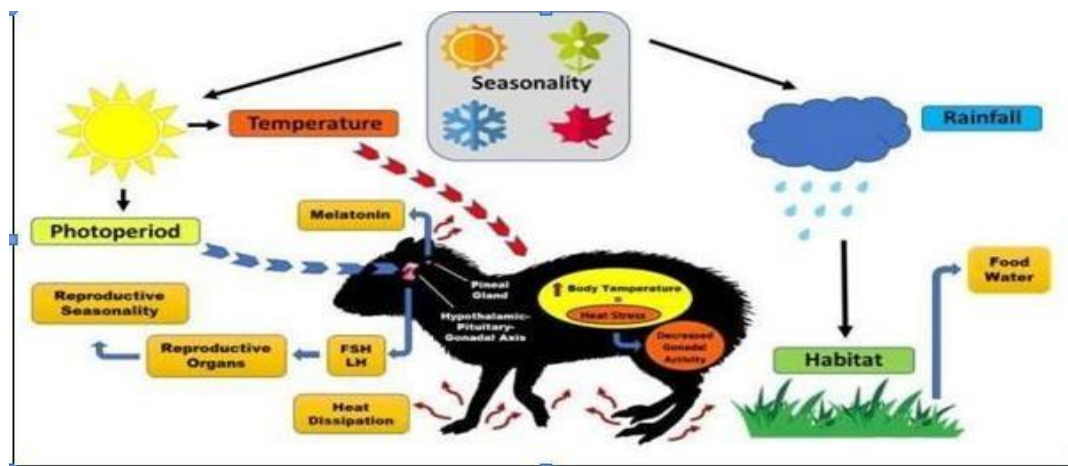 Seasonality
Temperature
Rainfall
Melatonin
Photoperiod
Food
Water
Pineal
Gland
Body Temperature
=
Heat Stress
Reproductive
Seasonality
Hypothalamic-
Pituitary-
Gonadal Axis
Decreased
Gonadal
Activity
Reproductive
Organs
FSH
LH
Habitat
Heat
Dissipation